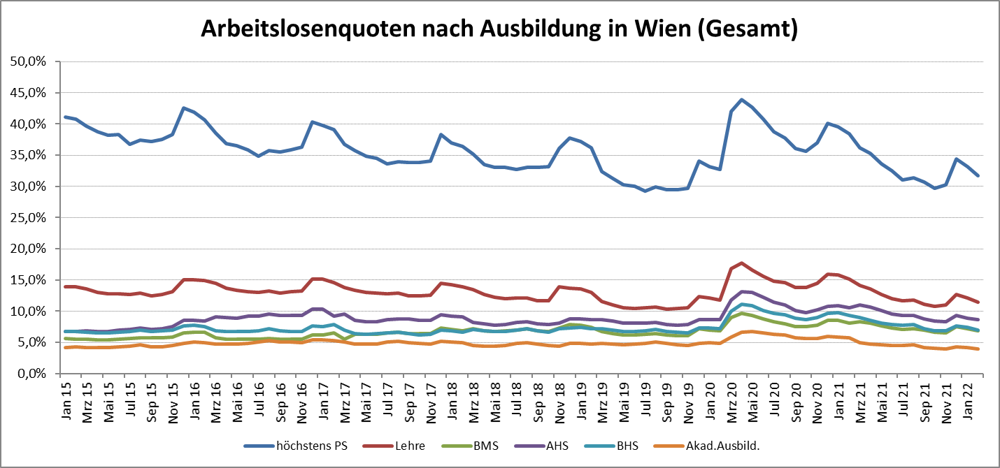 Arbeitslosenquoten nach Ausbildung in Wien (Gesamt)
50,0%
45,0%
40,0%
35,0%
30,0%
25,0%
20,0%
15,0%
10,0%
5,0%
0,0%
Jan 15
Mrz 15
Mai 15
Jul 15
Sep 15
Nov 15
Jan 16
Mrz 16
Mai 16
Jul 16
Sep 16
Nov 16
Jan 17
Mrz 17
Mai 17
Jul 17
Sep 17
Nov 17
Jan 18
Mrz 18
Mai 18
Jul 18
Sep 18
Nov 18
Jan 19
Mrz 19
Mai 19
Jul 19
Sep 19
Nov 19
Jan 20
Mrz 20
Mai 20
Jul 20
Sep 20
Nov 20
Jan 21
Mrz 21
Mai 21
Jul 21
Sep 21
Nov 21
Jan 22
höchstens PS Lehre BMS AHS BHS Akad.Ausbild.